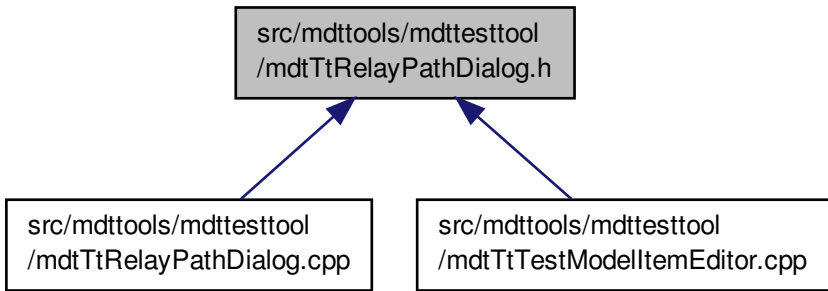 src/mdttools/mdttesttool
/mdtTtRelayPathDialog.h
src/mdttools/mdttesttool
/mdtTtRelayPathDialog.cpp
src/mdttools/mdttesttool
/mdtTtTestModelItemEditor.cpp